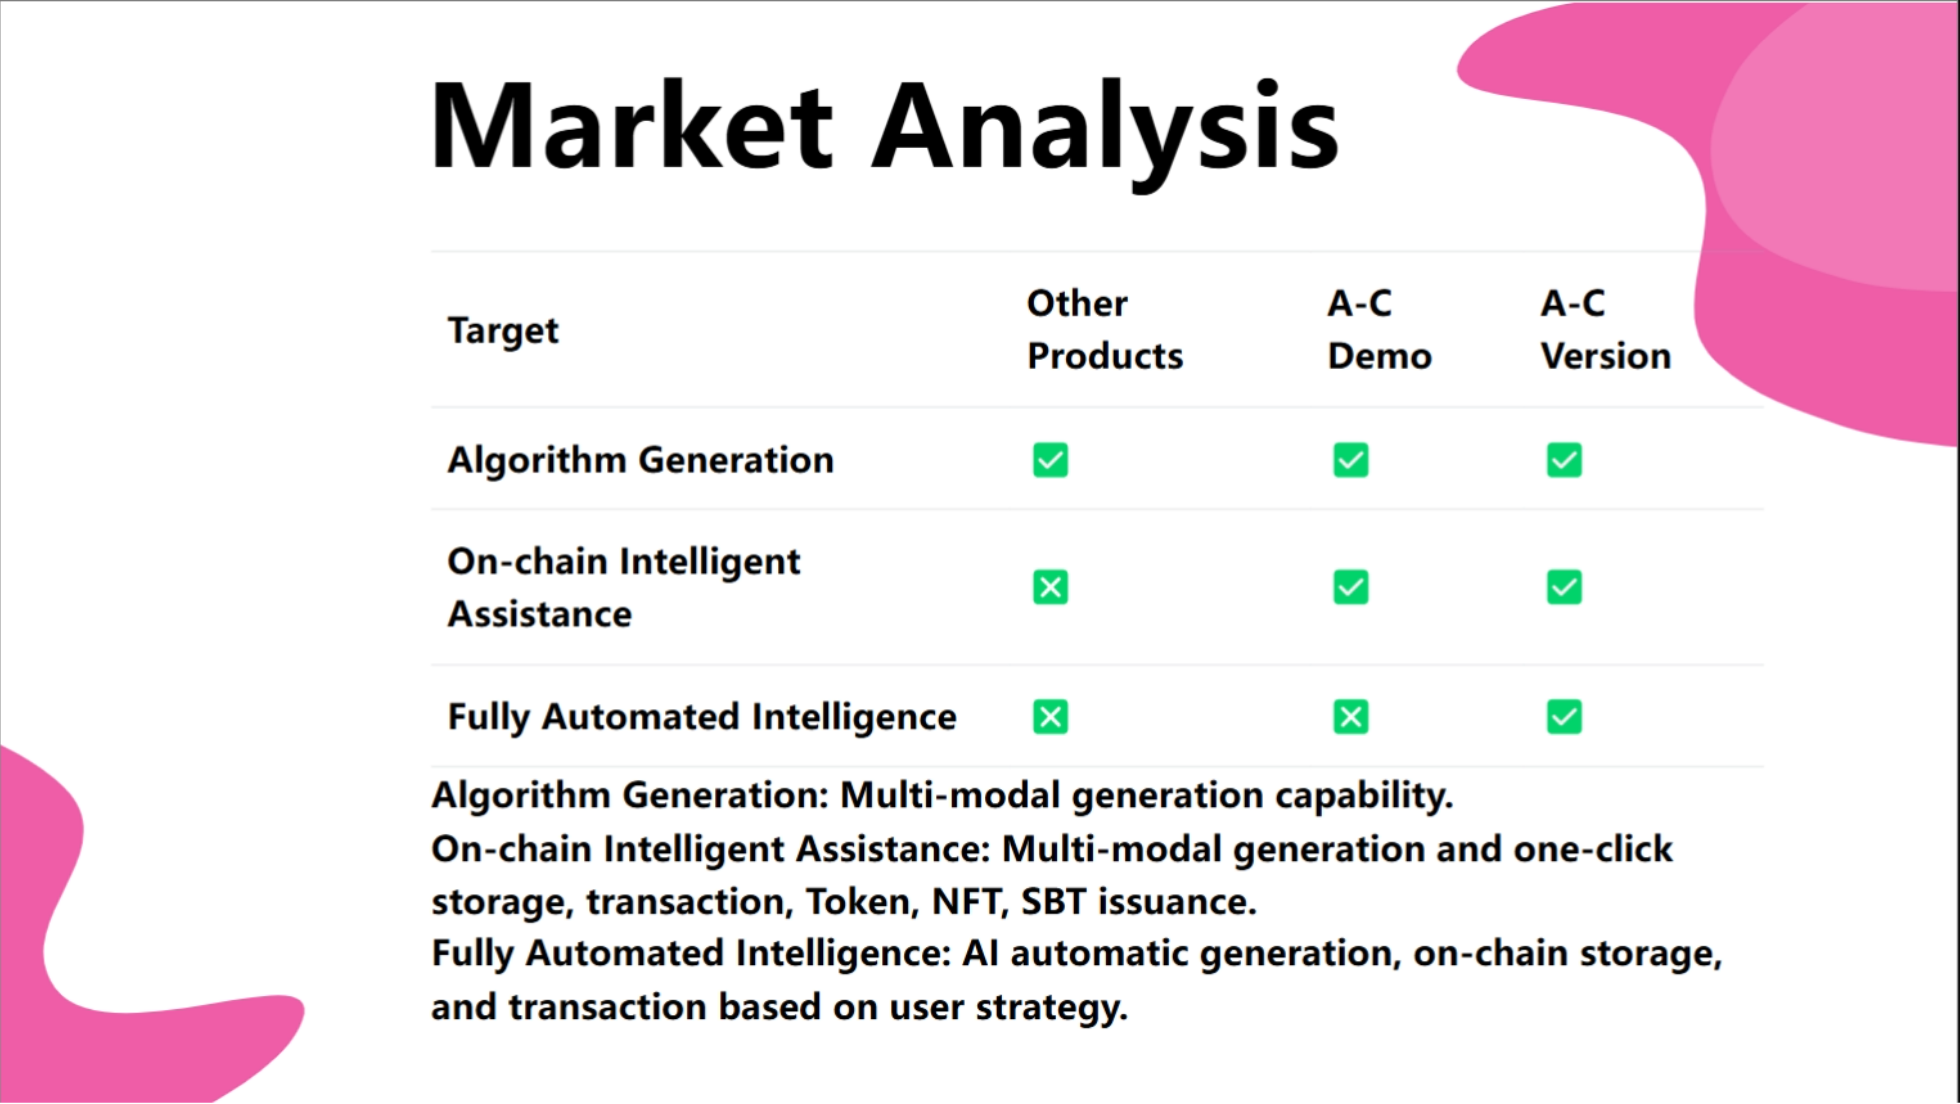 Market Analysis
Target Other Products A-C Demo A-C Version
Algorithm Generation ✅ ✅ ✅
On-chain Intelligent Assistance ❎ ✅ ✅
Fully Automated Intelligence ❎ ❎ ✅
Algorithm Generation: Multi-modal generation capability.
On-chain Intelligent Assistance: Multi-modal generation and one-click
storage, transaction, Token, NFT, SBT issuance.
Fully Automated Intelligence: AI automatic generation, on-chain storage,
and transaction based on user strategy.